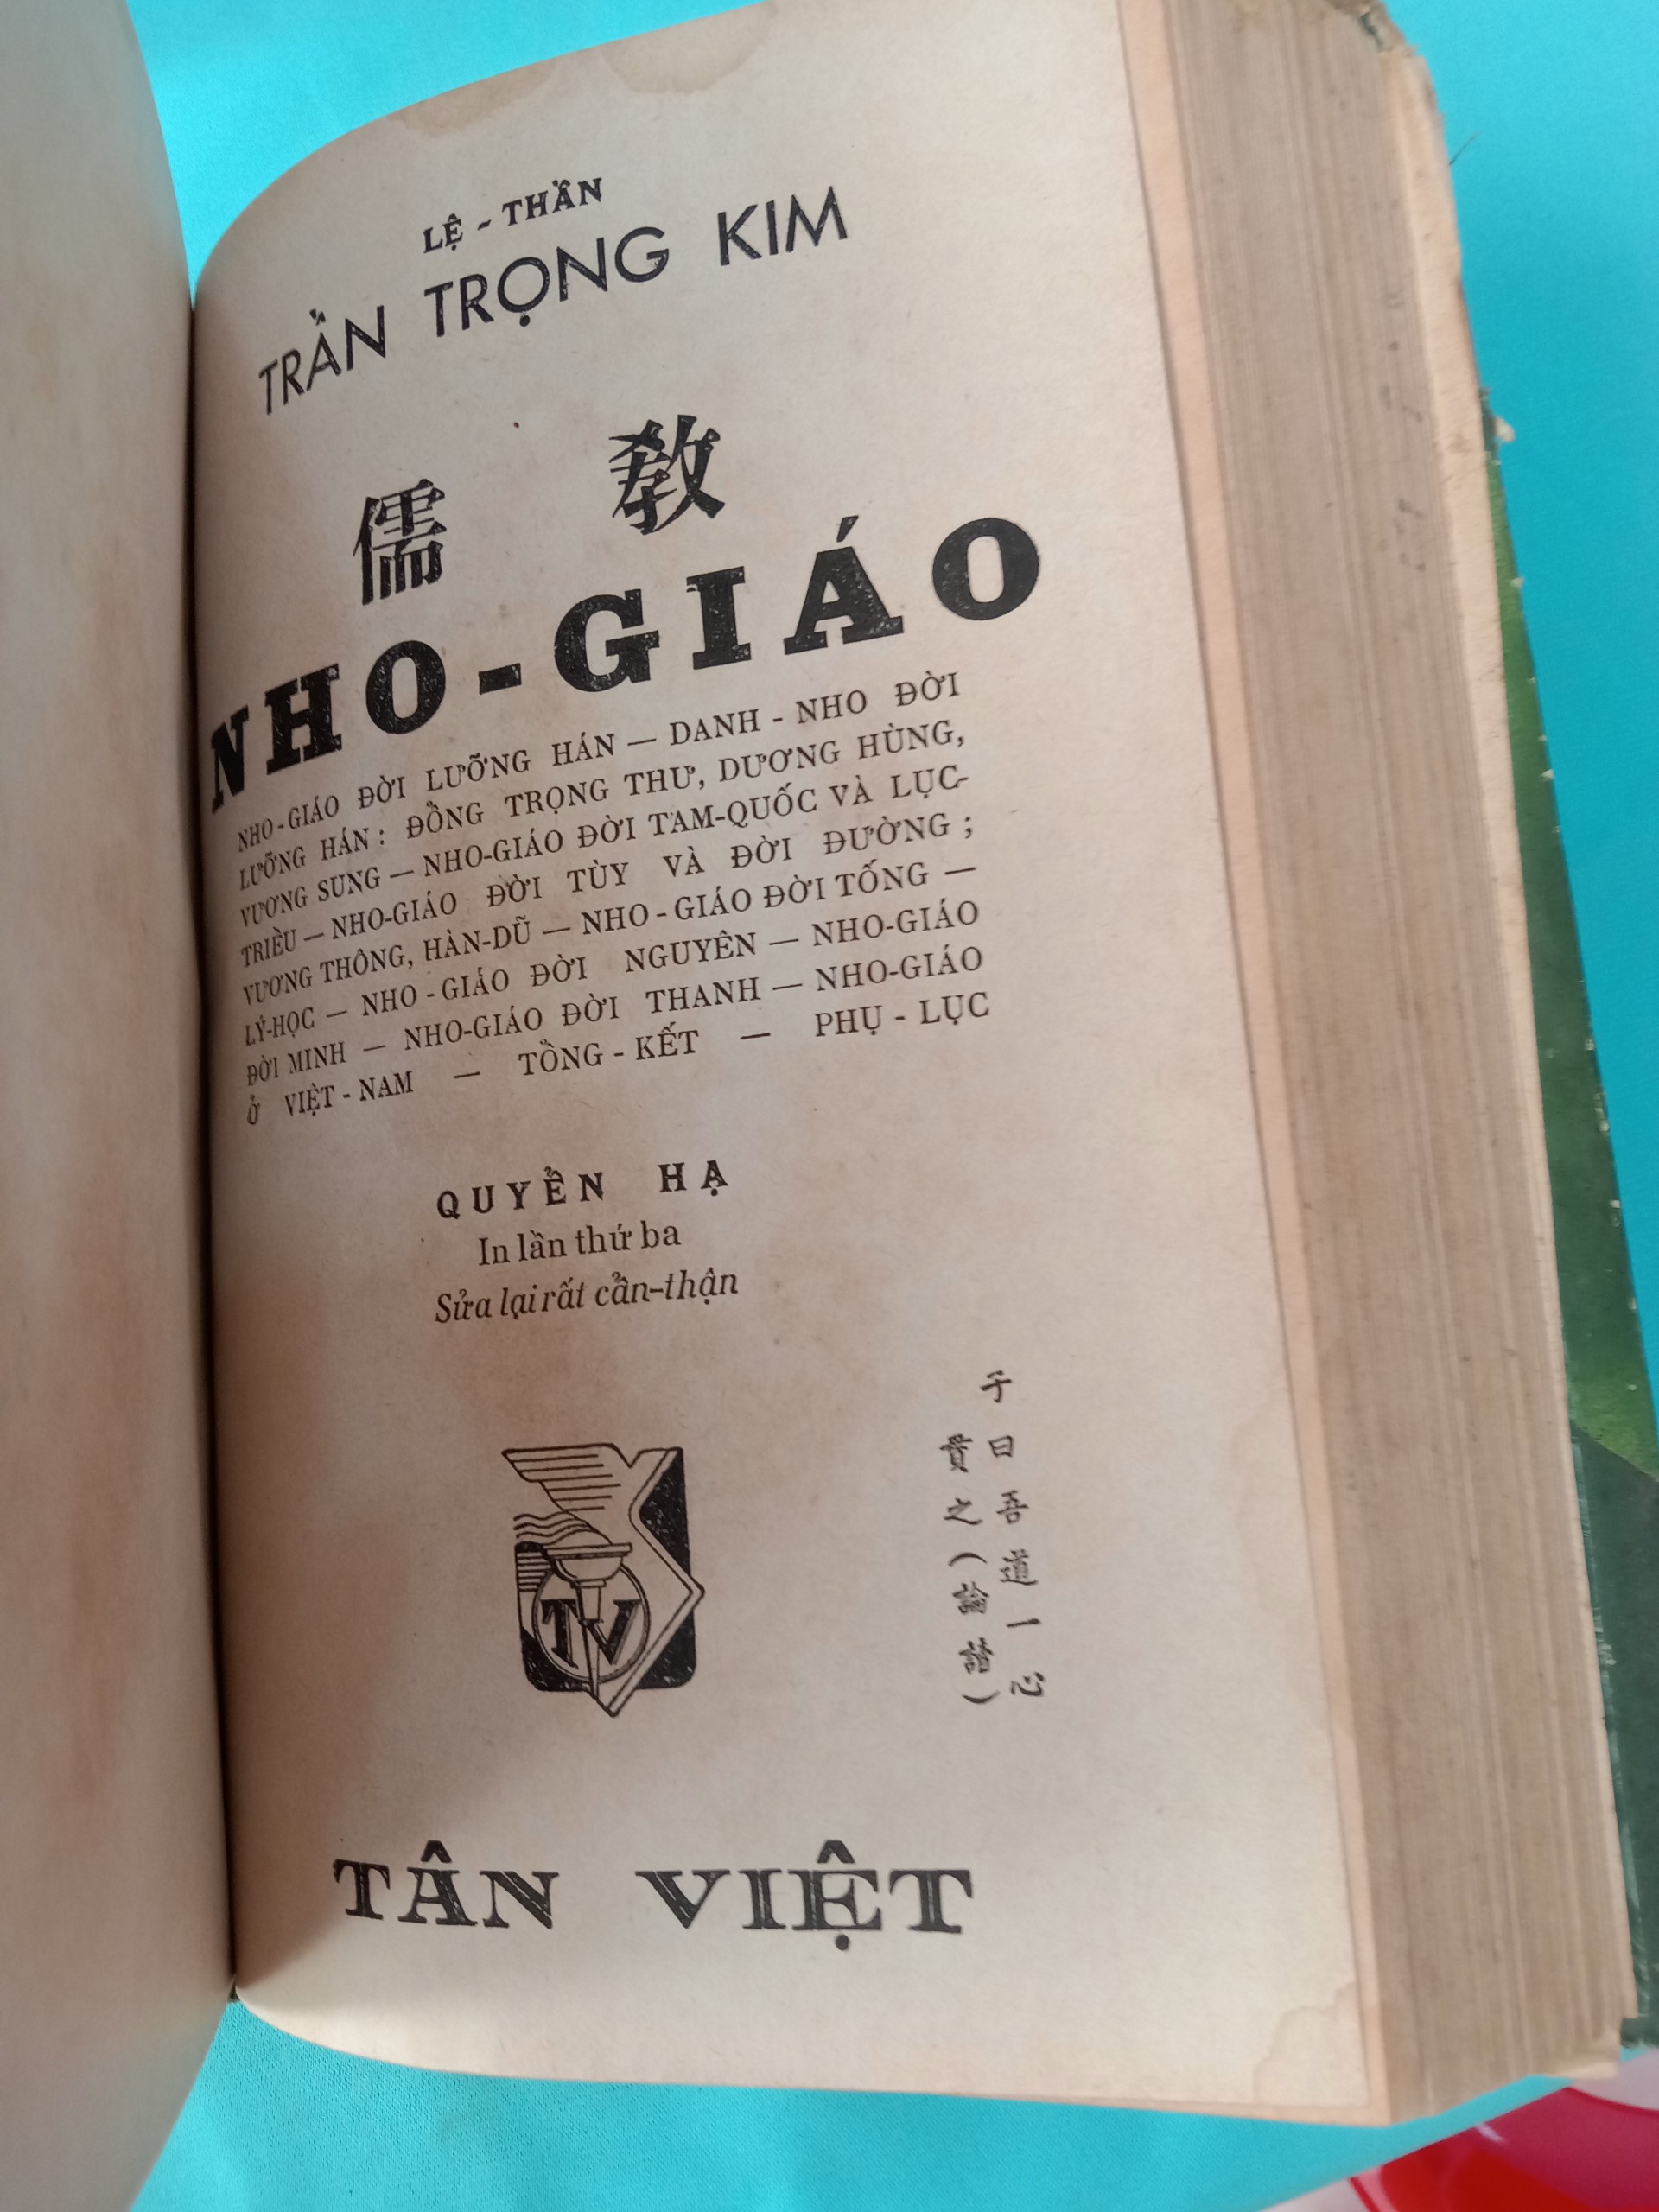 LỆ - THẦN
TRẦN TRỌNG KIM
儒 教
NHO-GIÁO
NHO-GIÁO ĐỜI LƯỠNG HÁN — DANH - NHO ĐỜI
LƯỠNG HÁN : ĐỔNG TRỌNG THƯ, DƯƠNG HÙNG,
VƯƠNG SUNG — NHO-GIÁO ĐỜI TAM-QUỐC VÀ LỤC-
TRIỀU — NHO-GIÁO ĐỜI TÙY VÀ ĐỜI ĐƯỜNG ;
VƯƠNG THÔNG, HÀN-DŨ — NHO - GIÁO ĐỜI TỐNG —
LÝ-HỌC — NHO - GIÁO ĐỜI NGUYÊN — NHO-GIÁO
ĐỜI MINH — NHO-GIÁO ĐỜI THANH — NHO-GIÁO
Ở VIỆT - NAM — TỔNG - KẾT — PHỤ - LỤC
QUYỂN HẠ
In lần thứ ba
Sửa lại rất cẩn-thận
子曰吾道一心
貫之(論語)
TV
TÂN VIỆT